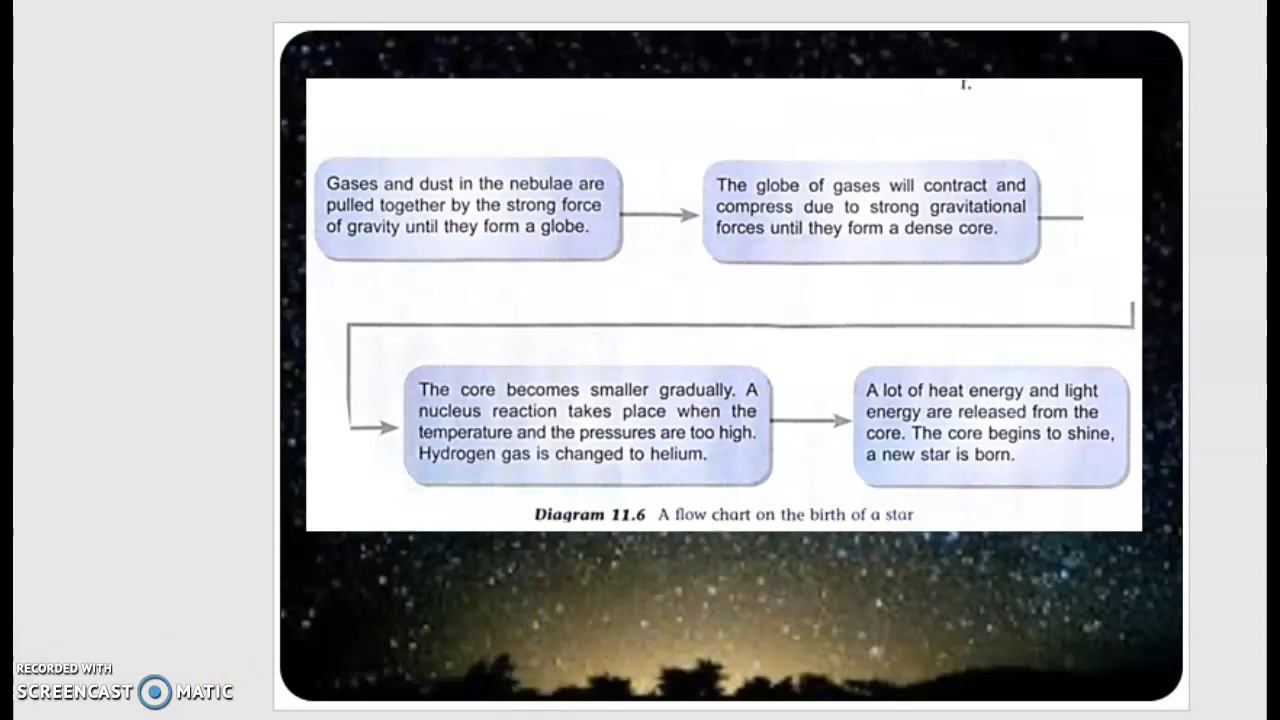 I.
Gases and dust in the nebulae are
pulled together by the strong force
of gravity until they form a globe.
The globe of gases will contract and
compress due to strong gravitational
forces until they form a dense core.
The core becomes smaller gradually. A
nucleus reaction takes place when the
temperature and the pressures are too high.
Hydrogen gas is changed to helium.
A lot of heat energy and light
energy are released from the
core. The core begins to shine,
a new star is born.
Diagram 11.6 A flow chart on the birth of a star
RECORDED WITH
SCREENCAST MATIC